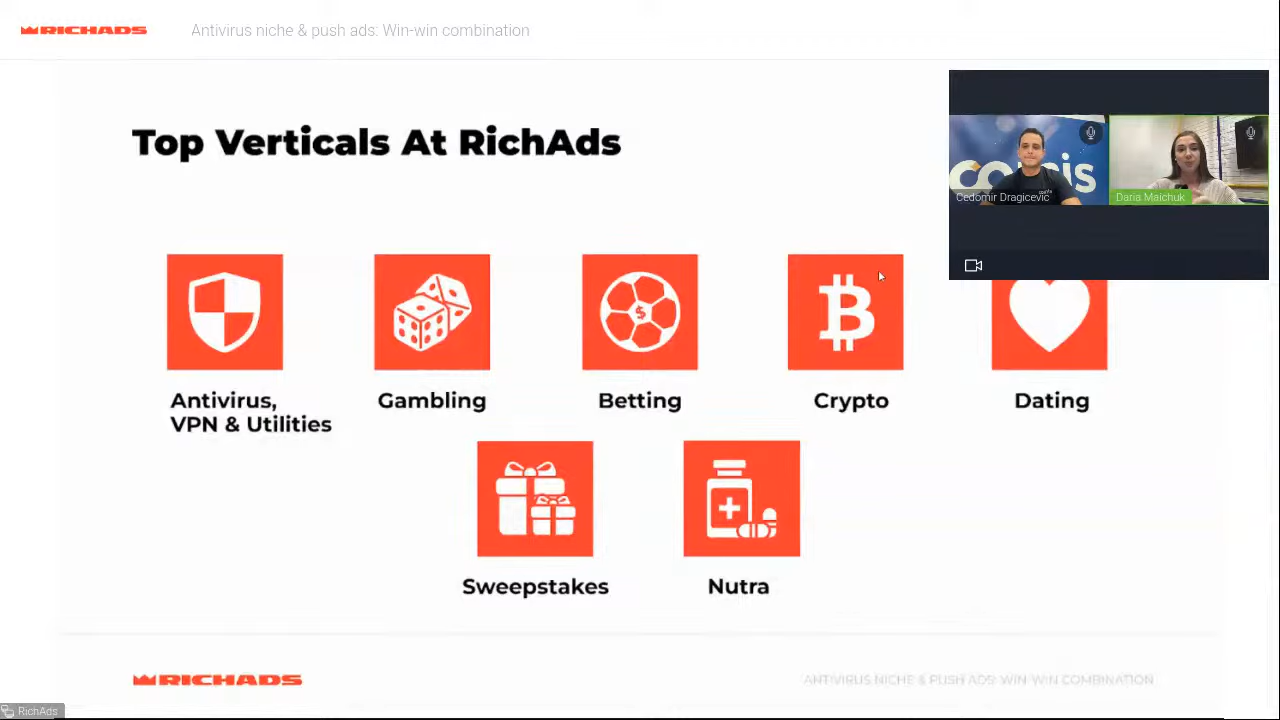 RICHADS
Antivirus niche & push ads: Win-win combination
Top Verticals At RichAds
Cedomir Dragicevic
Daria Maichuk
Antivirus,
VPN & Utilities
Gambling
Betting
Crypto
Dating
Sweepstakes
Nutra
RICHADS
ANTIVIRUS NICHE & PUSH ADS: WIN-WIN COMBINATION
RichAds